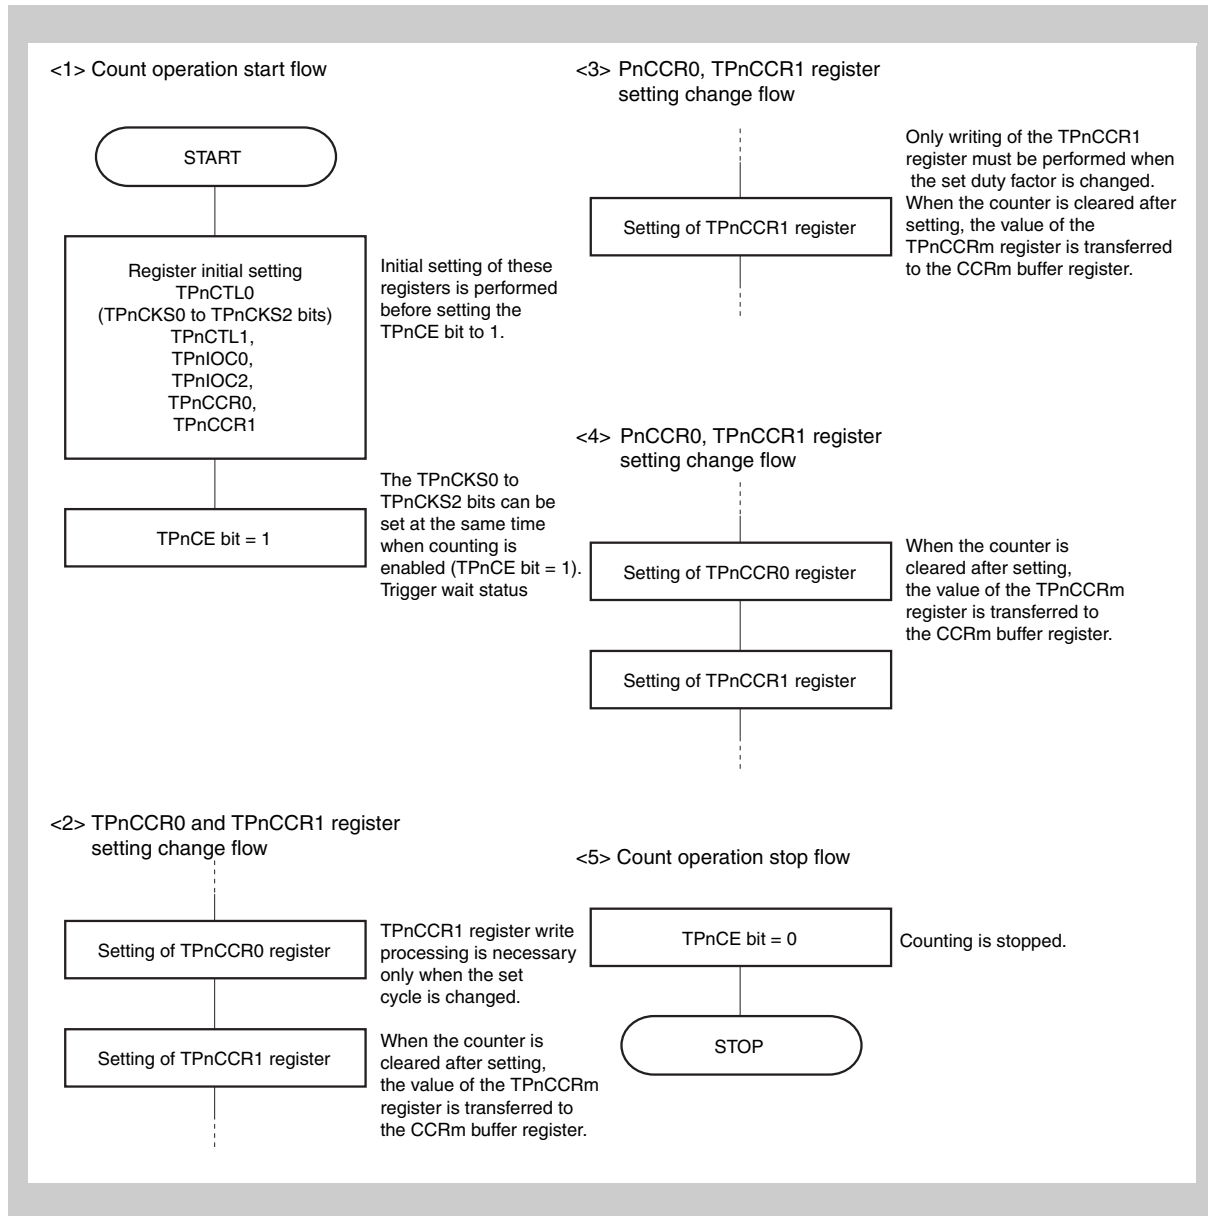 <1> Count operation start flow
START
Register initial setting
TPnCTL0
(TPnCKS0 to TPnCKS2 bits)
TPnCTL1,
TPnIOC0,
TPnIOC2,
TPnCCR0,
TPnCCR1
Initial setting of these
registers is performed
before setting the
TPnCE bit to 1.
TPnCE bit = 1
The TPnCKS0 to
TPnCKS2 bits can be
set at the same time
when counting is
enabled (TPnCE bit = 1).
Trigger wait status
<2> TPnCCR0 and TPnCCR1 register
setting change flow
Setting of TPnCCR0 register
TPnCCR1 register write
processing is necessary
only when the set
cycle is changed.
Setting of TPnCCR1 register
When the counter is
cleared after setting,
the value of the TPnCCRm
register is transferred to
the CCRm buffer register.
<3> PnCCR0, TPnCCR1 register
setting change flow
Setting of TPnCCR1 register
Only writing of the TPnCCR1
register must be performed when
the set duty factor is changed.
When the counter is cleared after
setting, the value of the
TPnCCRm register is transferred
to the CCRm buffer register.
<4> PnCCR0, TPnCCR1 register
setting change flow
Setting of TPnCCR0 register
When the counter is
cleared after setting,
the value of the TPnCCRm
register is transferred to
the CCRm buffer register.
Setting of TPnCCR1 register
<5> Count operation stop flow
TPnCE bit = 0
Counting is stopped.
STOP